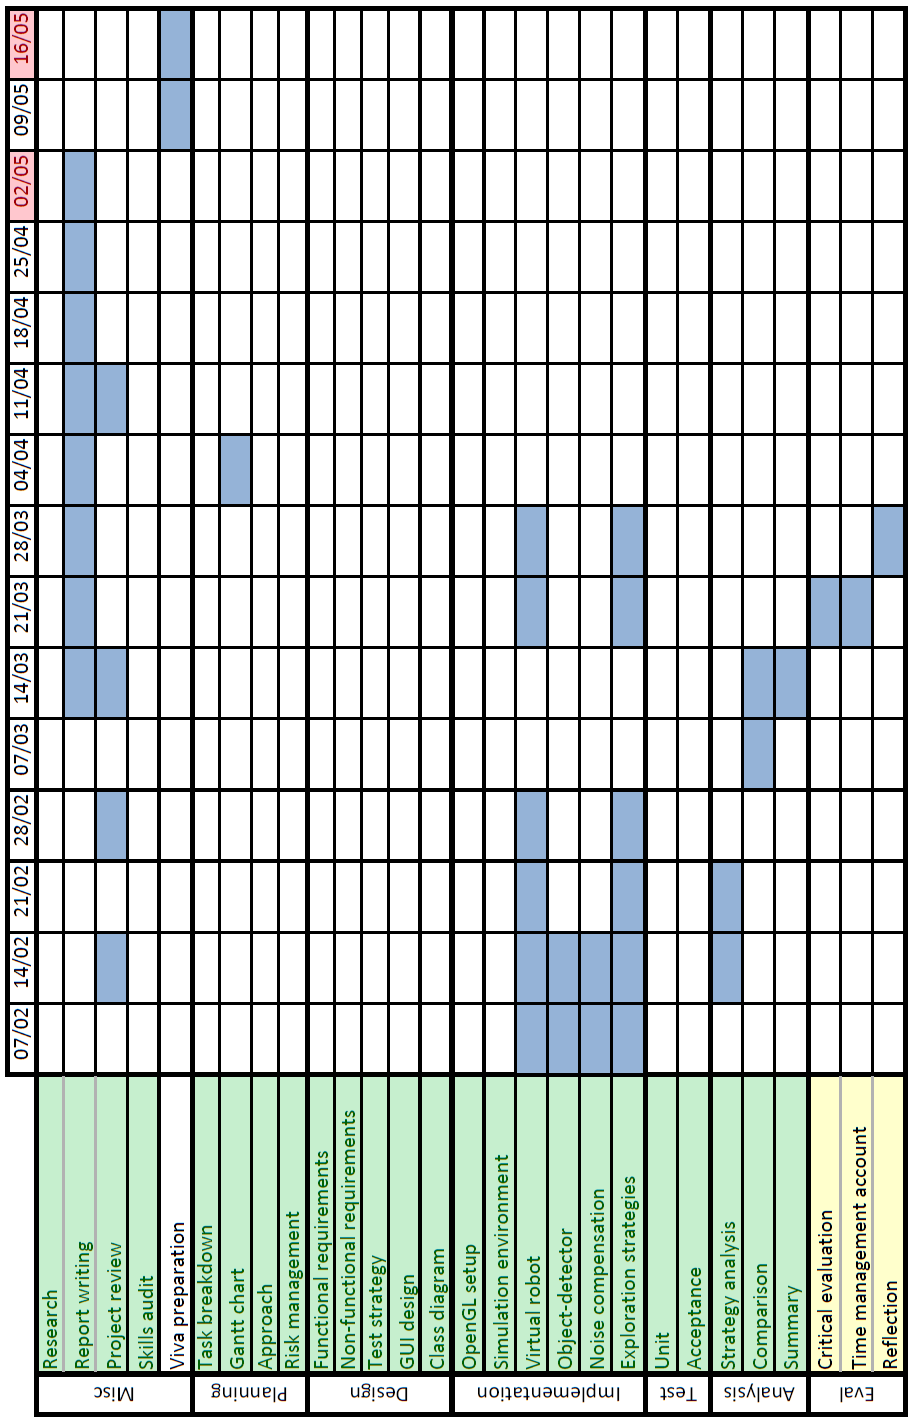 07/02 14/02 21/02 28/02 07/03 14/03 21/03 28/03 04/04 11/04 18/04 25/04 02/05 09/05 16/05
Misc
Research
Report writing
Project review
Skills audit
Viva preparation
Planning
Task breakdown
Gantt chart
Approach
Risk management
Design
Functional requirements
Non-functional requirements
Test strategy
GUI design
Class diagram
Implementation
OpenGL setup
Simulation environment
Virtual robot
Object-detector
Noise compensation
Exploration strategies
Test
Unit
Acceptance
Analysis
Strategy analysis
Comparison
Summary
Eval
Critical evaluation
Time management account
Reflection